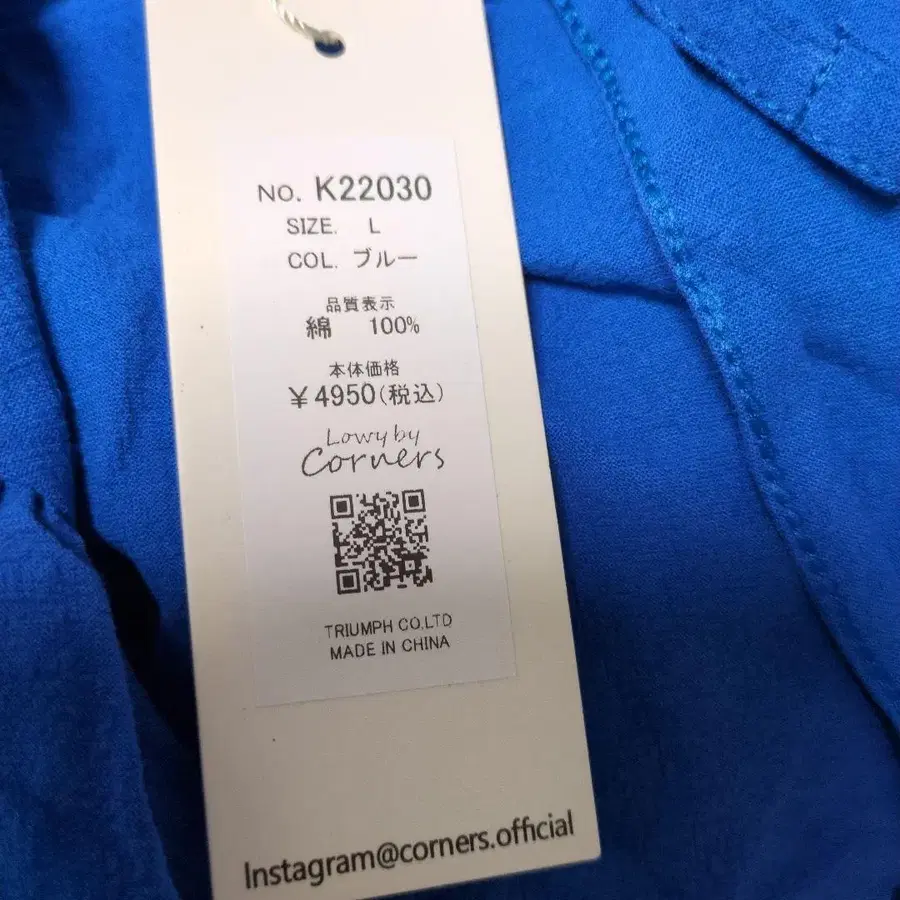 NO. K22030
SIZE. L
COL. ブルー
品質表示
綿 100%
本体価格
¥4950(税込)
Lowy by
Corners
TRIUMPH CO.LTD
MADE IN CHINA
Instagram@corners.official